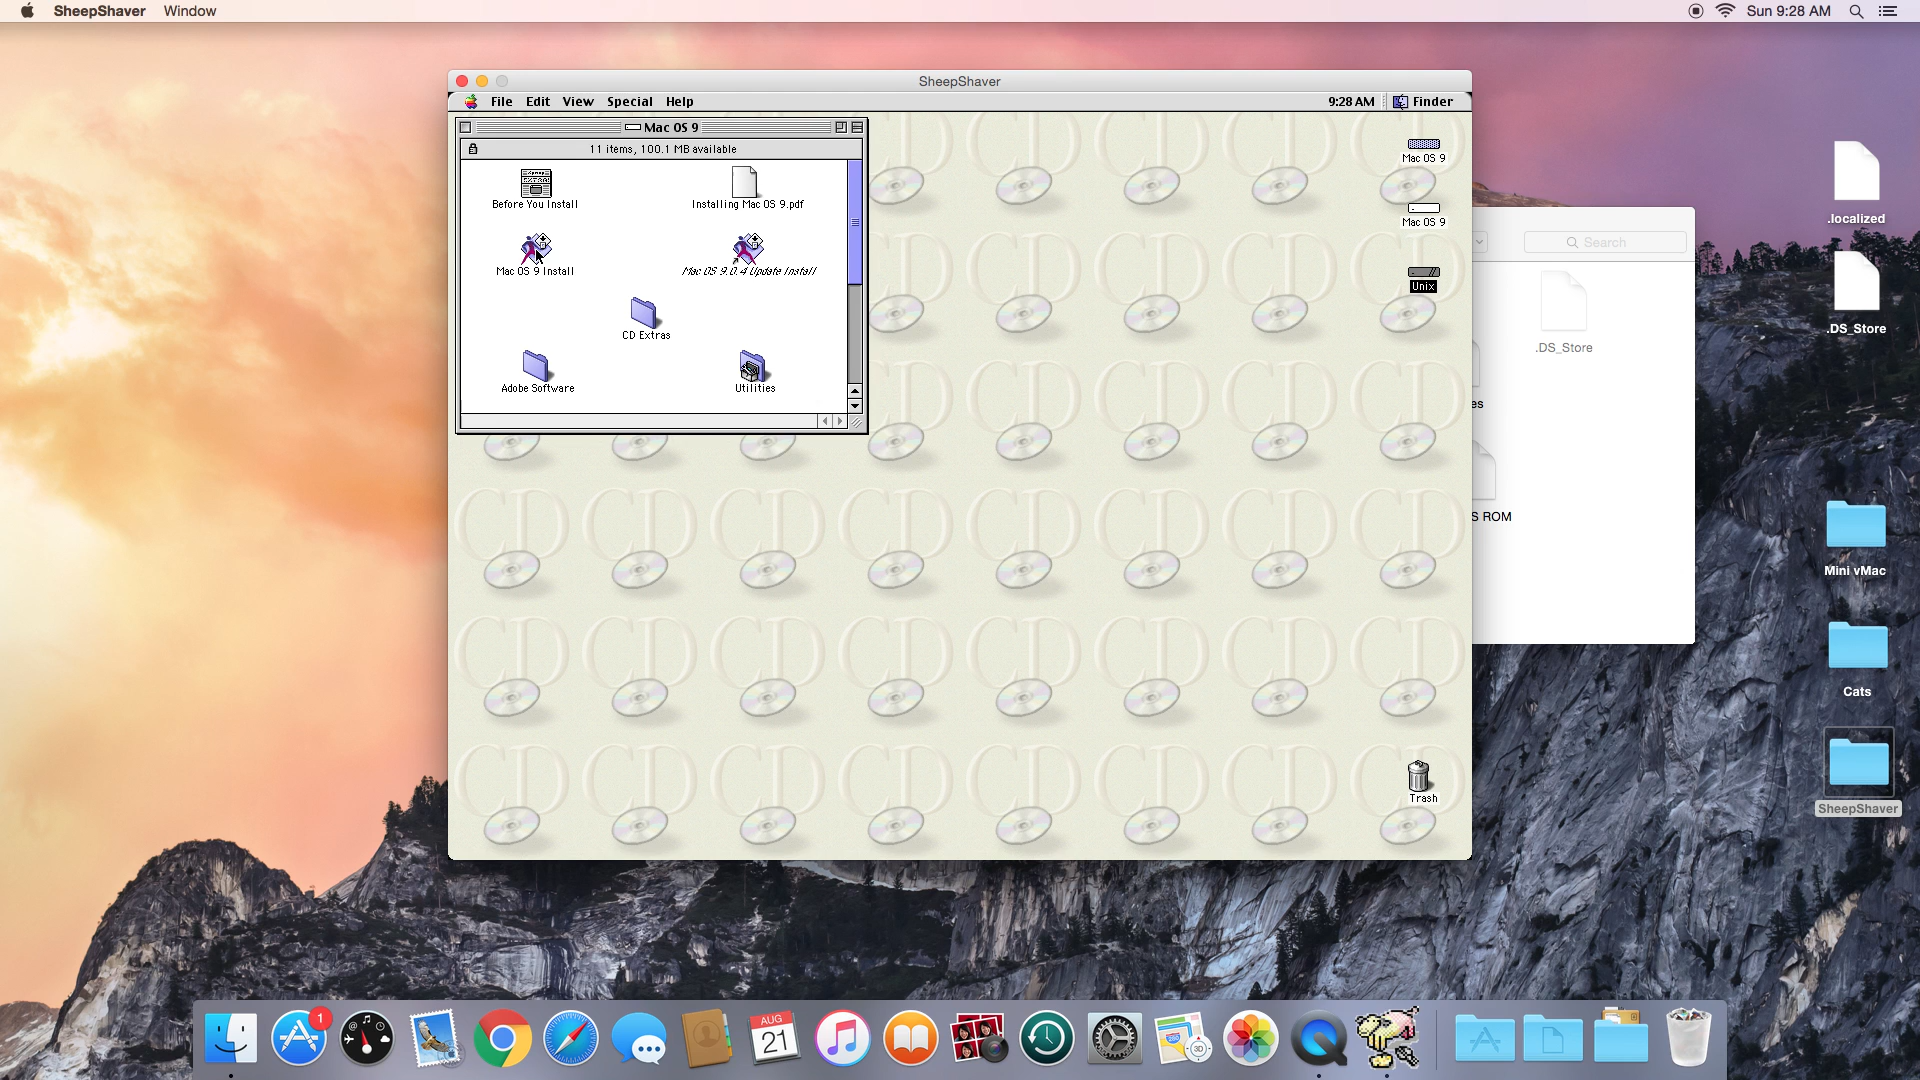 SheepShaver Window
Sun 9:28 AM
SheepShaver
File Edit View Special Help
9:28 AM Finder
Mac OS 9
11 items, 100.1 MB available
Before You Install
Installing Mac OS 9.pdf
Mac OS 9 Install
Mac OS 9.0.4 Update Install
CD Extras
Adobe Software
Utilities
Mac OS 9
Mac OS 9
Unix
Trash
Search
.DS_Store
es
S ROM
.localized
.DS_Store
Mini vMac
Cats
SheepShaver
1
AUG
21
3D